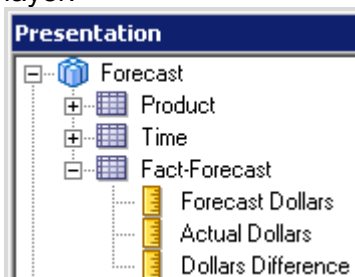 layer.
Presentation
Forecast
Product
Time
Fact-Forecast
Forecast Dollars
Actual Dollars
Dollars Difference